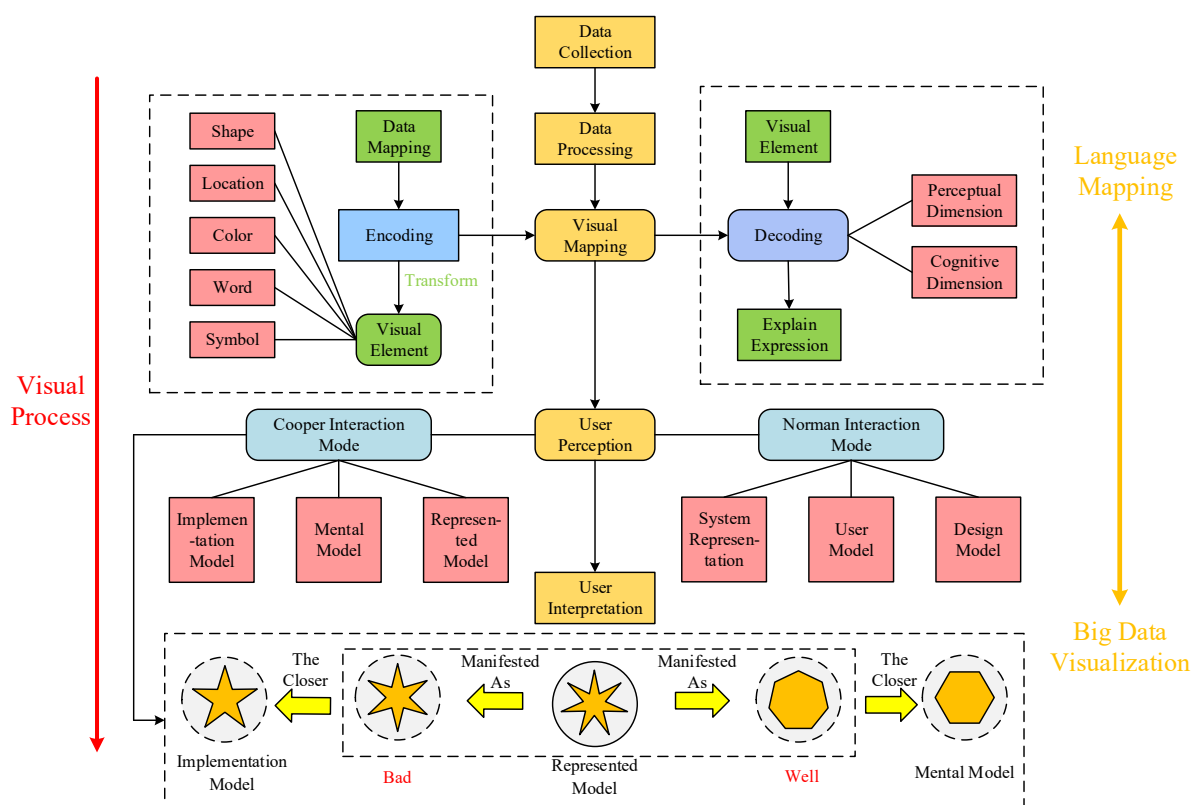 Data
Collection
Shape
Location
Color
Word
Symbol
Data
Mapping
Encoding
Transform
Visual
Element
Data
Processing
Visual
Mapping
Visual
Element
Decoding
Explain
Expression
Perceptual
Dimension
Cognitive
Dimension
Language
Mapping
Visual
Process
Cooper Interaction
Mode
User
Perception
Norman Interaction
Mode
Implemen
-tation
Model
Mental
Model
Represen-
ted Model
System
Represen-
tation
User
Model
Design
Model
User
Interpretation
Big Data
Visualization
The
Closer
Manifested
As
Manifested
As
The
Closer
Implementation
Model
Bad
Represented
Model
Well
Mental Model